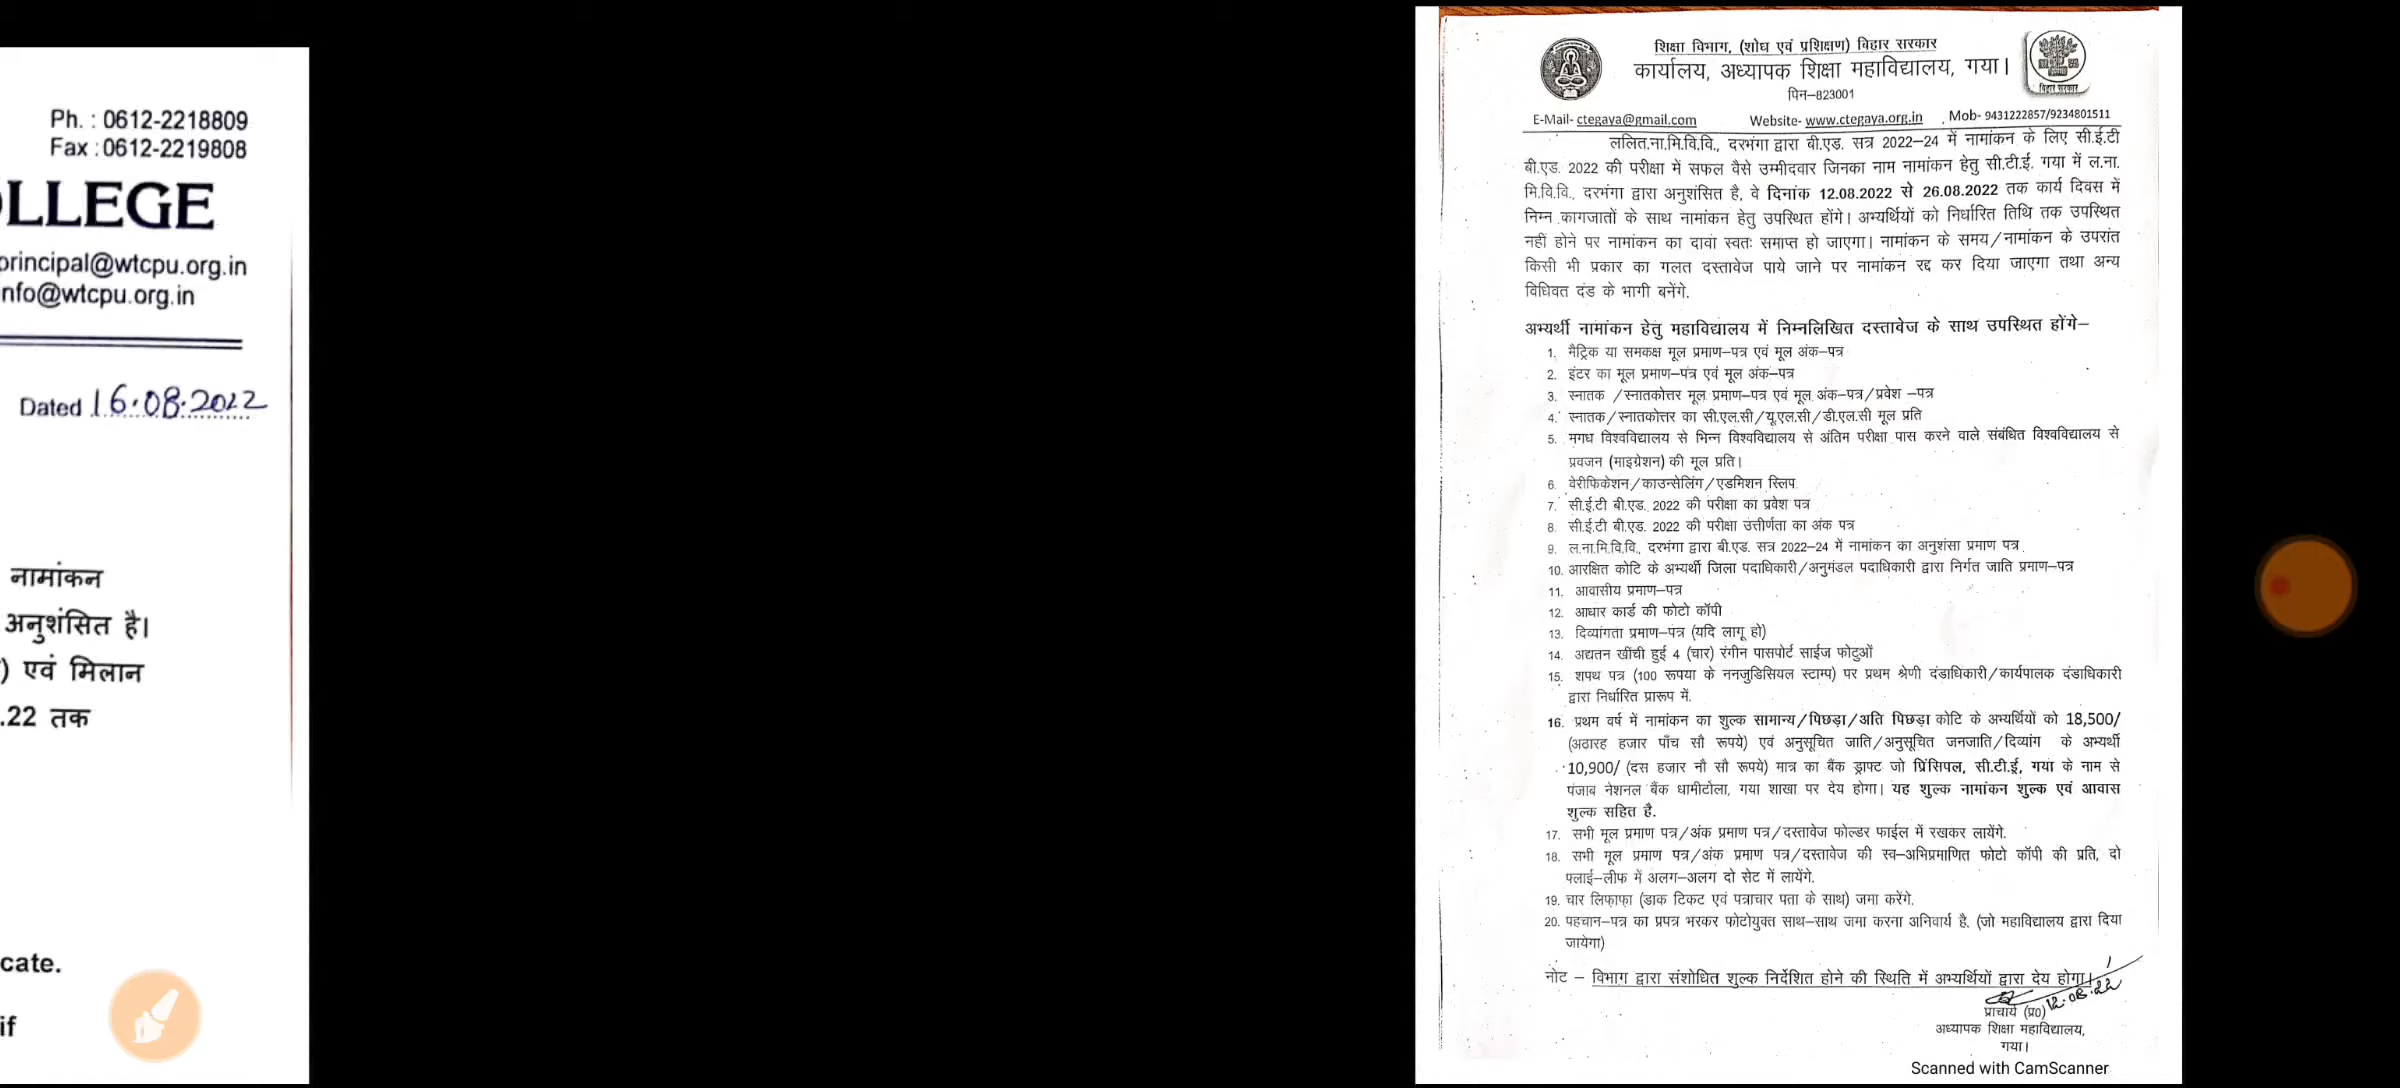 Ph. : 0612-2218809
Fax : 0612-2219808
OLLEGE
principal@wtcpu.org.in
info@wtcpu.org.in
Dated 16.08.2022
नामांकन
अनुशंसित है।
) एवं मिलान
.22 तक
cate.
if
शिक्षा विभाग, (शोध एवं प्रशिक्षण) बिहार सरकार
कार्यालय, अध्यापक शिक्षा महाविद्यालय, गया।
पिन–823001
बिहार सरकार
E-Mail- ctegaya@gmail.com Website- www.ctegaya.org.in , Mob- 9431222857/9234801511
ललित.ना.मि.वि.वि., दरभंगा द्वारा बी.एड. सत्र 2022–24 में नामांकन के लिए सी.ई.टी
बी.एड. 2022 की परीक्षा में सफल वैसे उम्मीदवार जिनका नाम नामांकन हेतु सी.टी.ई. गया में ल.ना.
मि.वि.वि., दरभंगा द्वारा अनुशंसित है, वे दिनांक 12.08.2022 से 26.08.2022 तक कार्य दिवस में
निम्न कागजातों के साथ नामांकन हेतु उपस्थित होंगे। अभ्यर्थियों को निर्धारित तिथि तक उपस्थित
नहीं होने पर नामांकन का दावा स्वतः समाप्त हो जाएगा। नामांकन के समय/नामांकन के उपरांत
किसी भी प्रकार का गलत दस्तावेज पाये जाने पर नामांकन रद्द कर दिया जाएगा तथा अन्य
विधिवत दंड के भागी बनेंगे.
अभ्यर्थी नामांकन हेतु महाविद्यालय में निम्नलिखित दस्तावेज के साथ उपस्थित होंगे–
1. मैट्रिक या समकक्ष मूल प्रमाण–पत्र एवं मूल अंक–पत्र
2. इंटर का मूल प्रमाण–पत्र एवं मूल अंक–पत्र
3. स्नातक /स्नातकोत्तर मूल प्रमाण–पत्र एवं मूल अंक–पत्र/प्रवेश –पत्र
4. स्नातक/स्नातकोत्तर का सी.एल.सी/यू.एल.सी/डी.एल.सी मूल प्रति
5. मगध विश्वविद्यालय से भिन्न विश्वविद्यालय से अंतिम परीक्षा पास करने वाले संबंधित विश्वविद्यालय से
प्रवजन (माइग्रेशन) की मूल प्रति।
6. वेरीफिकेशन/काउन्सेलिंग/एडमिशन स्लिप
7. सी.ई.टी बी.एड. 2022 की परीक्षा का प्रवेश पत्र
8. सी.ई.टी बी.एड. 2022 की परीक्षा उत्तीर्णता का अंक पत्र
9. ल.ना.मि.वि.वि., दरभंगा द्वारा बी.एड. सत्र 2022–24 में नामांकन का अनुशंसा प्रमाण पत्र
10. आरक्षित कोटि के अभ्यर्थी जिला पदाधिकारी/अनुमंडल पदाधिकारी द्वारा निर्गत जाति प्रमाण–पत्र
11. आवासीय प्रमाण–पत्र
12. आधार कार्ड की फोटो कॉपी
13. दिव्यांगता प्रमाण–पत्र (यदि लागू हो)
14. अद्यतन खींची हुई 4 (चार) रंगीन पासपोर्ट साईज फोटुओं
15. शपथ पत्र (100 रूपया के ननजुडिसियल स्टाम्प) पर प्रथम श्रेणी दंडाधिकारी/कार्यपालक दंडाधिकारी
द्वारा निर्धारित प्रारूप में.
16. प्रथम वर्ष में नामांकन का शुल्क सामान्य/पिछड़ा/अति पिछड़ा कोटि के अभ्यर्थियों को 18,500/
(अठारह हजार पाँच सौ रूपये) एवं अनुसूचित जाति/अनुसूचित जनजाति/दिव्यांग के अभ्यर्थी
10,900/ (दस हजार नौ सौ रूपये) मात्र का बैंक ड्राफ्ट जो प्रिंसिपल, सी.टी.ई, गया के नाम से
पंजाब नेशनल बैंक धामीटोला, गया शाखा पर देय होगा। यह शुल्क नामांकन शुल्क एवं आवास
शुल्क सहित है.
17. सभी मूल प्रमाण पत्र/अंक प्रमाण पत्र/दस्तावेज फोल्डर फाईल में रखकर लायेंगे.
18. सभी मूल प्रमाण पत्र/अंक प्रमाण पत्र/दस्तावेज की स्व–अभिप्रमाणित फोटो कॉपी की प्रति, दो
फ्लाई–लीफ में अलग–अलग दो सेट में लायेंगे.
19. चार लिफाफा (डाक टिकट एवं पत्राचार पता के साथ) जमा करेंगे.
20. पहचान–पत्र का प्रपत्र भरकर फोटोयुक्त साथ–साथ जमा करना अनिवार्य है. (जो महाविद्यालय द्वारा दिया
जायेगा)
नोट – विभाग द्वारा संशोधित शुल्क निर्देशित होने की स्थिति में अभ्यर्थियों द्वारा देय होगा।
12.08.22
प्राचार्य (प्र०)
अध्यापक शिक्षा महाविद्यालय,
गया।
Scanned with CamScanner